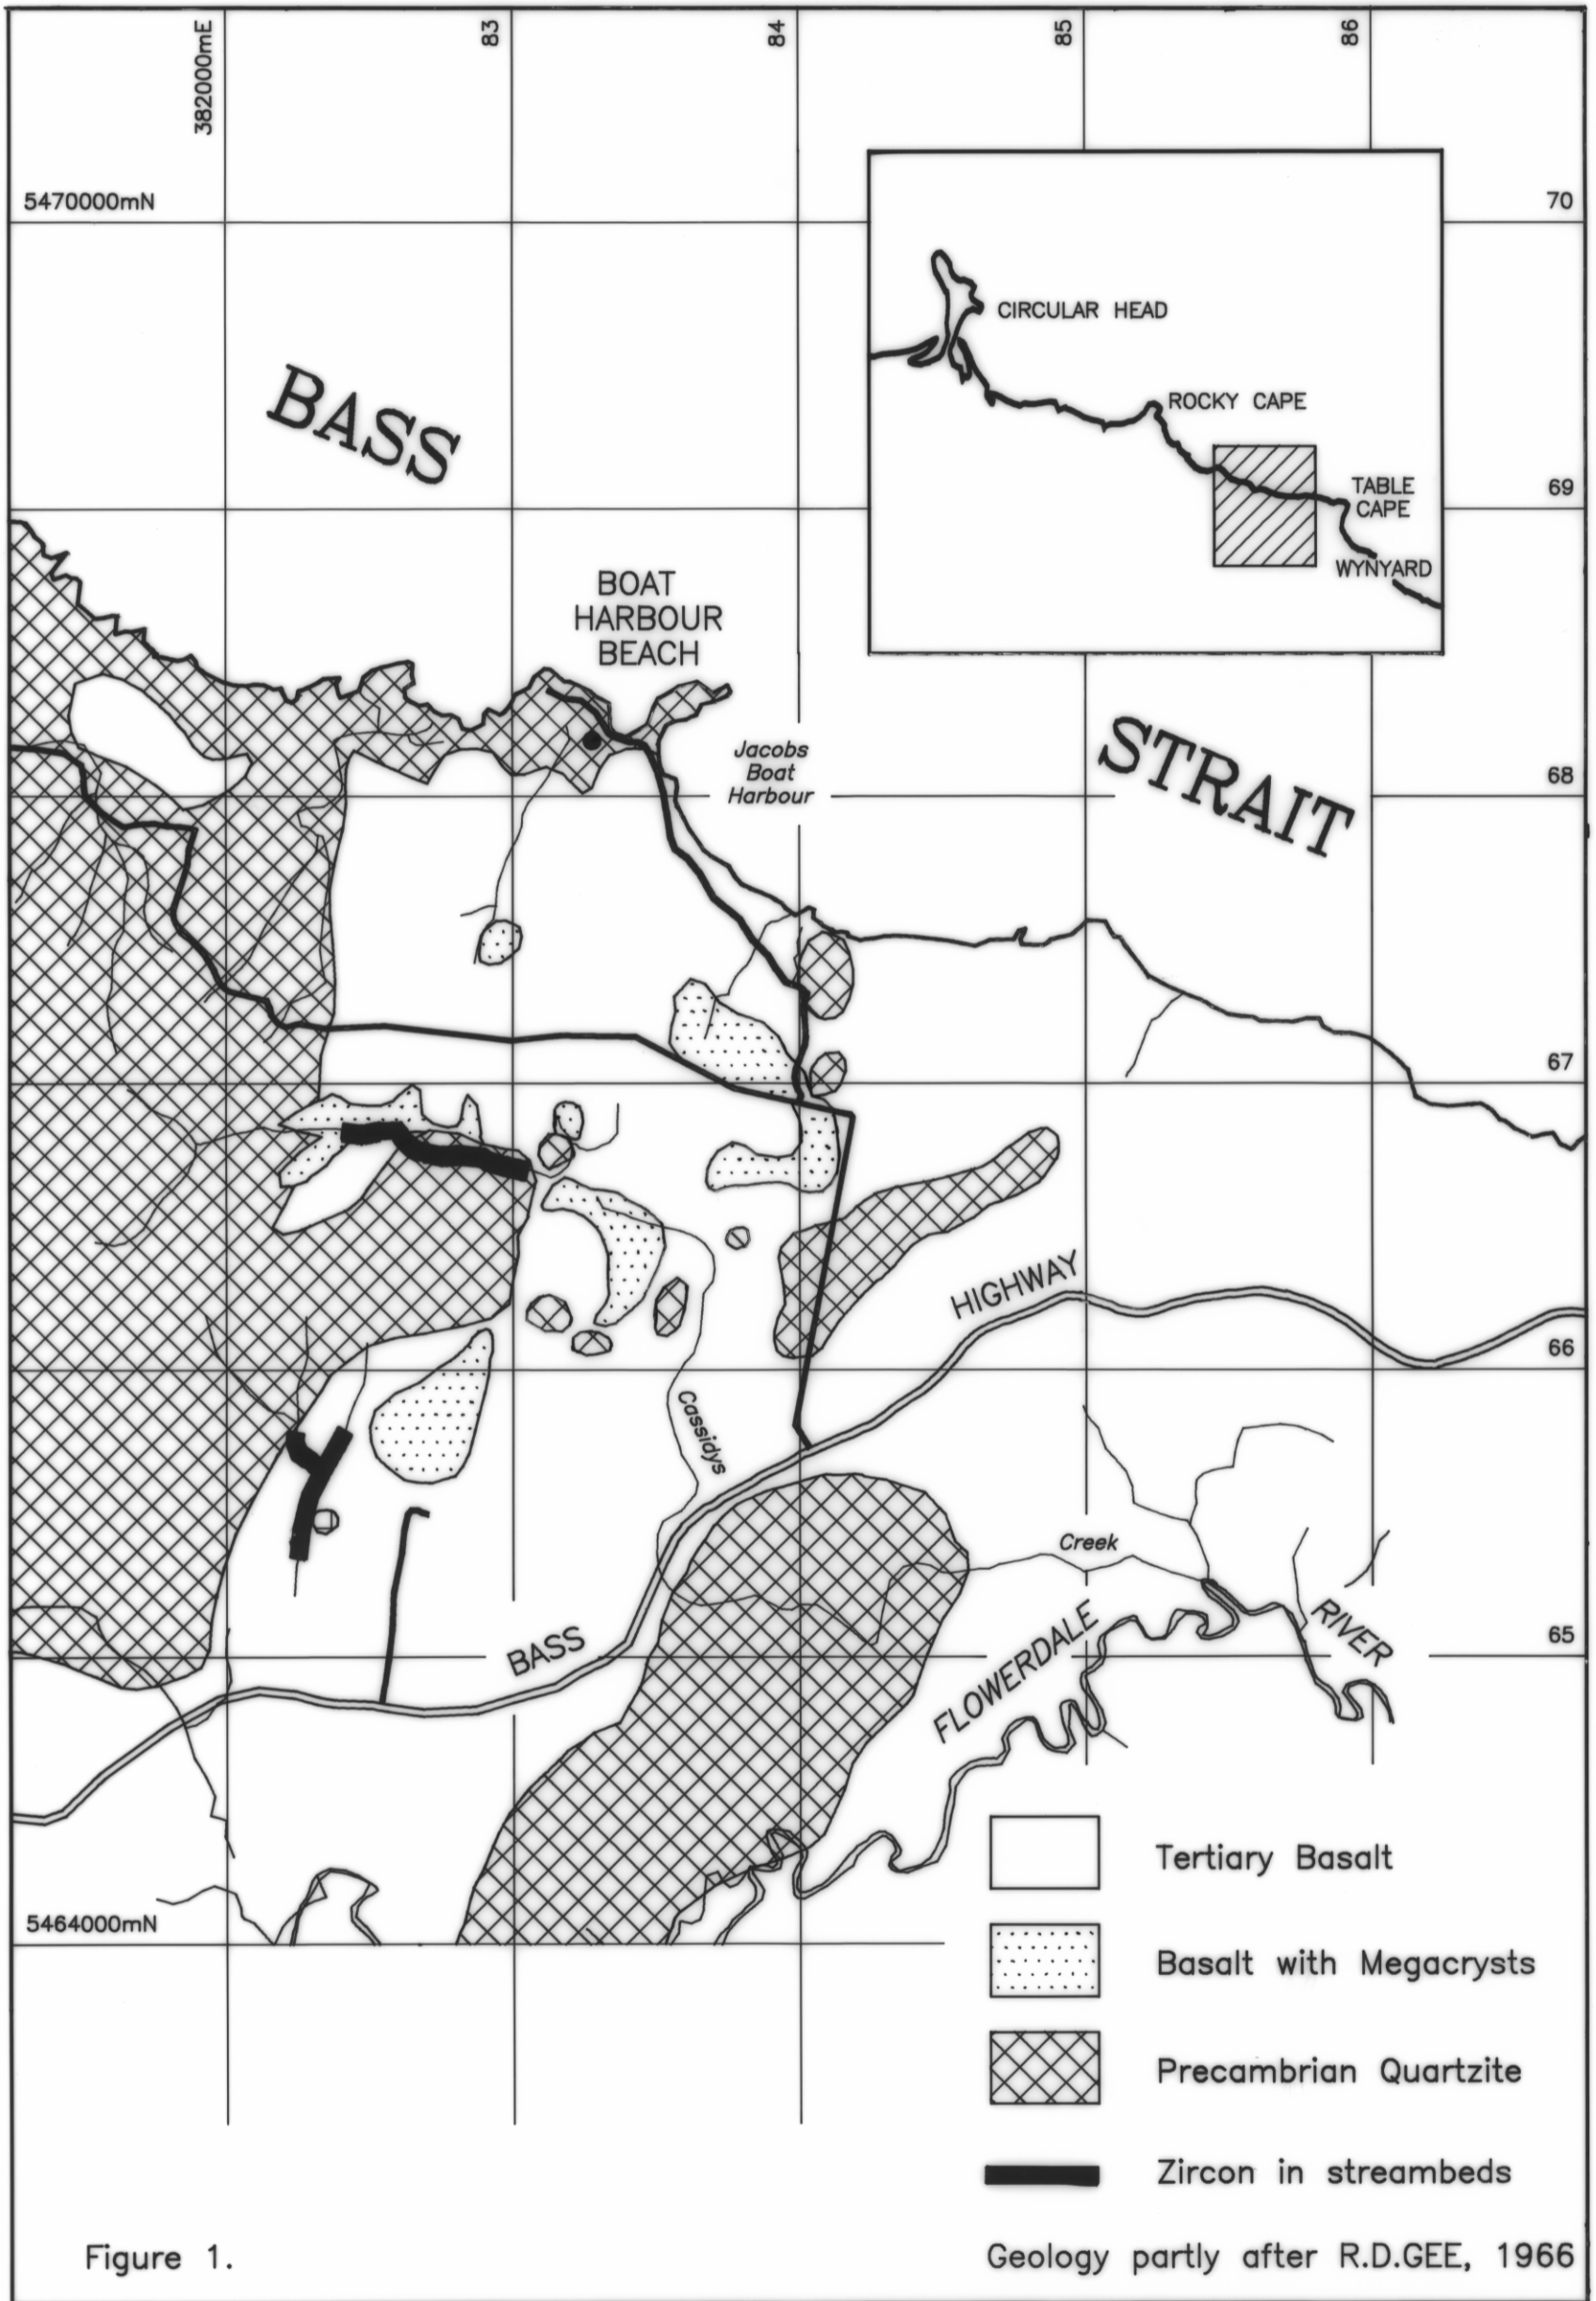 382000mE
83
84
85
86
5470000mN
70
CIRCULAR HEAD
ROCKY CAPE
TABLE
CAPE
WYNYARD
69
BASS
STRAIT
BOAT
HARBOUR
BEACH
Jacobs
Boat
Harbour
68
67
HIGHWAY
66
Cassidys
Creek
BASS
FLOWERDALE
RIVER
65
5464000mN
Tertiary Basalt
Basalt with Megacrysts
Precambrian Quartzite
Zircon in streambeds
Figure 1.
Geology partly after R.D.GEE, 1966